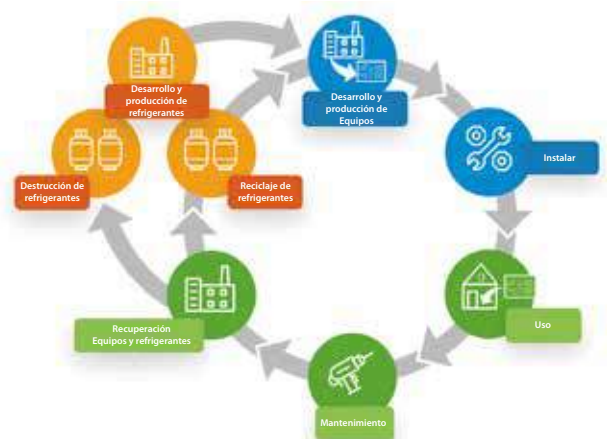 Desarrollo y
producción de
refrigerantes
Desarrollo y
producción de
Equipos
Destrucción de
refrigerantes
Reciclaje de
refrigerantes
Instalar
Recuperación
Equipos y refrigerantes
Uso
Mantenimiento